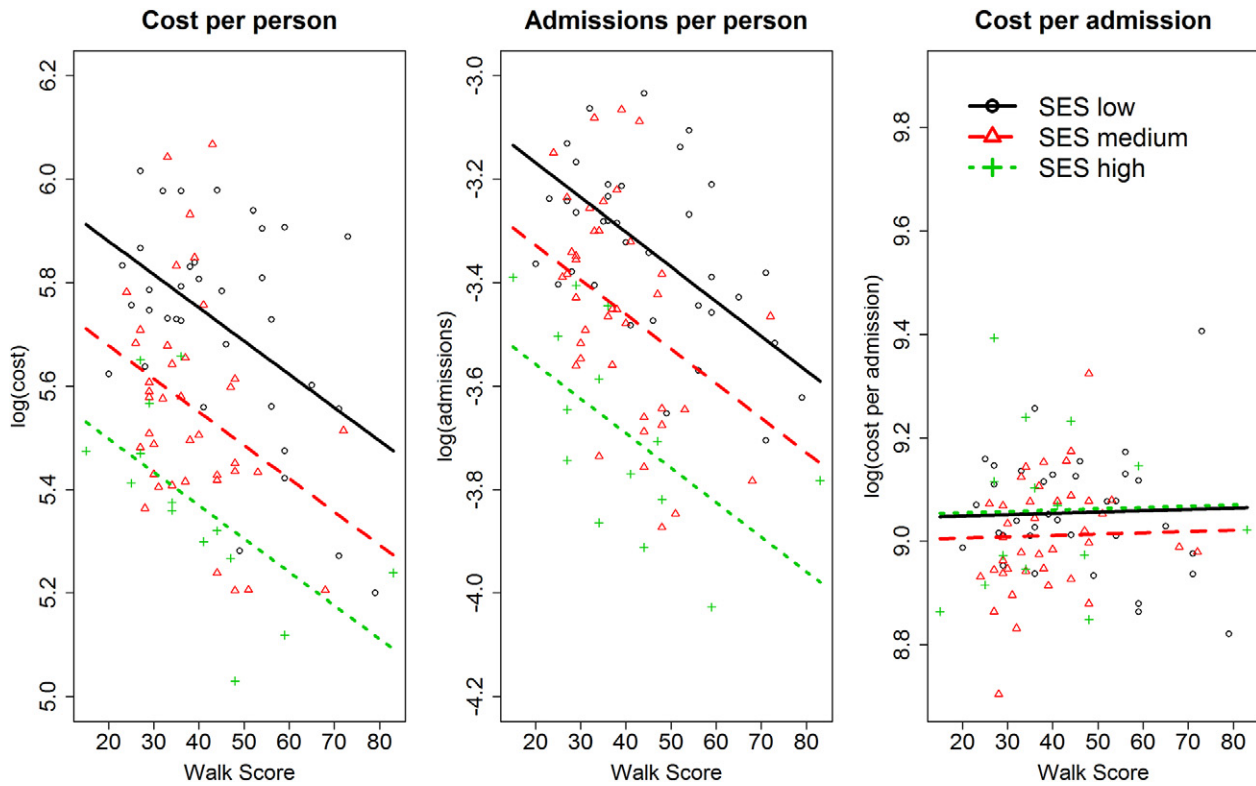 Cost per person
Admissions per person
Cost per admission
log(cost)
6.2
6.0
5.8
5.6
5.4
5.2
5.0
20 30 40 50 60 70 80
Walk Score
log(admissions)
-3.0
-3.2
-3.4
-3.6
-3.8
-4.0
-4.2
20 30 40 50 60 70 80
Walk Score
log(cost per admission)
9.8
9.6
9.4
9.2
9.0
8.8
SES low
SES medium
SES high
20 30 40 50 60 70 80
Walk Score